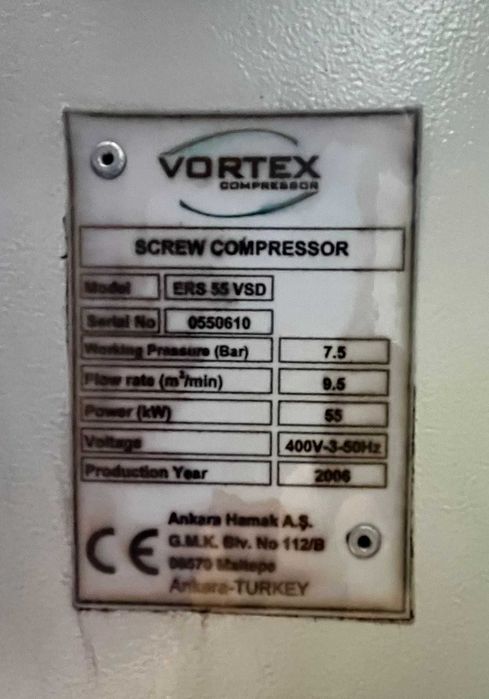 VORTEX
COMPRESSOR
SCREW COMPRESSOR
Model ERS 55 VSD
Serial No 0550610
Working Pressure (Bar) 7.5
Flow rate (m³/min) 9.5
Power (kW) 55
Voltage 400V-3-50Hz
Production Year 2006
CE
Ankara Hamak A.Ş.
G.M.K. Blv. No 112/B
06570 Maltepe
Ankara-TURKEY